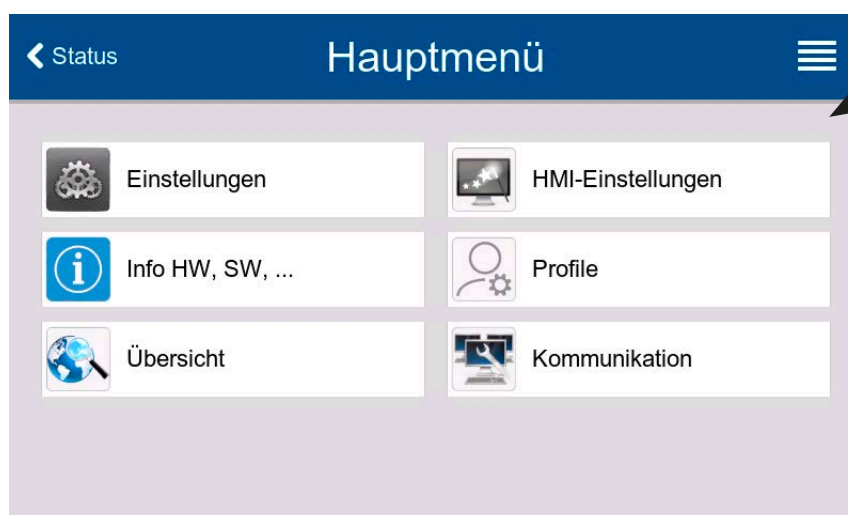 Status
Hauptmenü
Einstellungen
HMI-Einstellungen
Info HW, SW, ...
Profile
Übersicht
Kommunikation